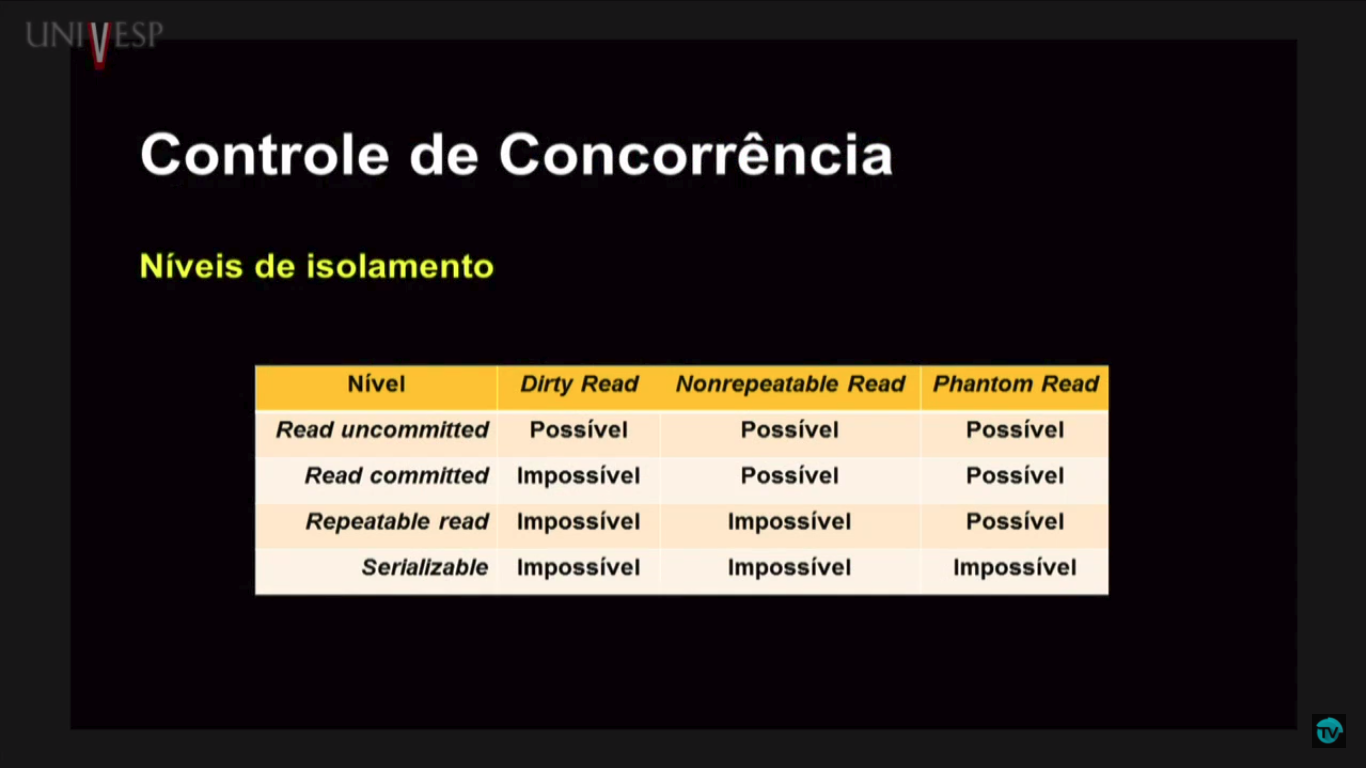 UNIVESP
Controle de Concorrência
Níveis de isolamento
Nível Dirty Read Nonrepeatable Read Phantom Read
Read uncommitted Possível Possível Possível
Read committed Impossível Possível Possível
Repeatable read Impossível Impossível Possível
Serializable Impossível Impossível Impossível
TV